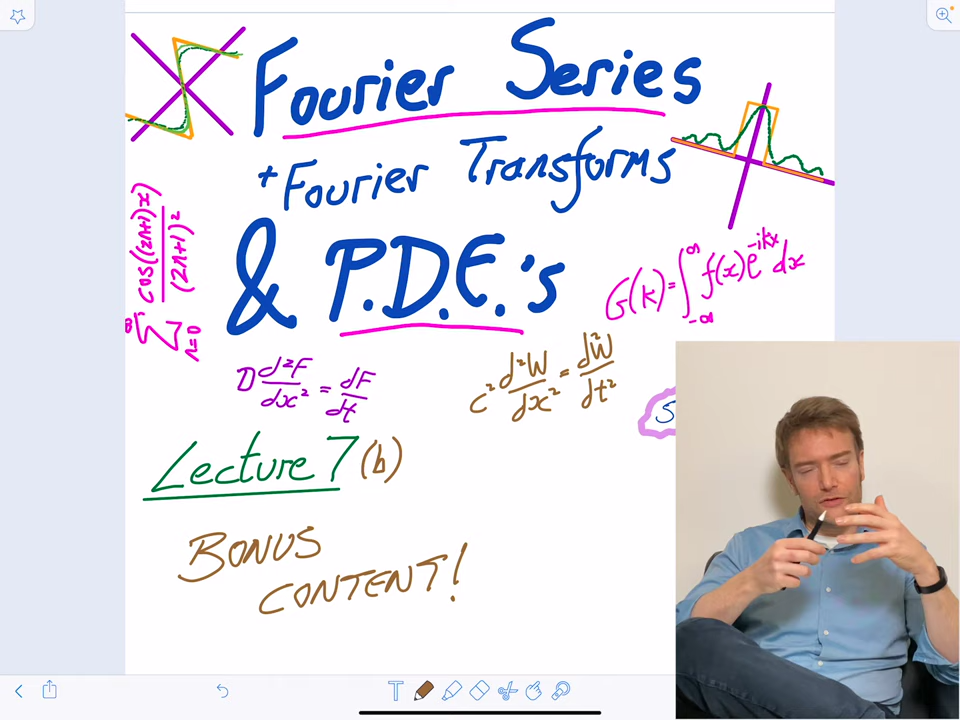 Fourier Series
+ Fourier Transforms
& P.D.E.'s
∑_{n=0}^{∞} cos((2n+1)x) / (2n+1)²
G(k) = ∫_{-∞}^{∞} f(x) e^{-ikx} dx
D d²F/dx² = dF/dt
c² d²W/dx² = d²W/dt²
S
Lecture 7 (b)
BONUS
CONTENT!
T